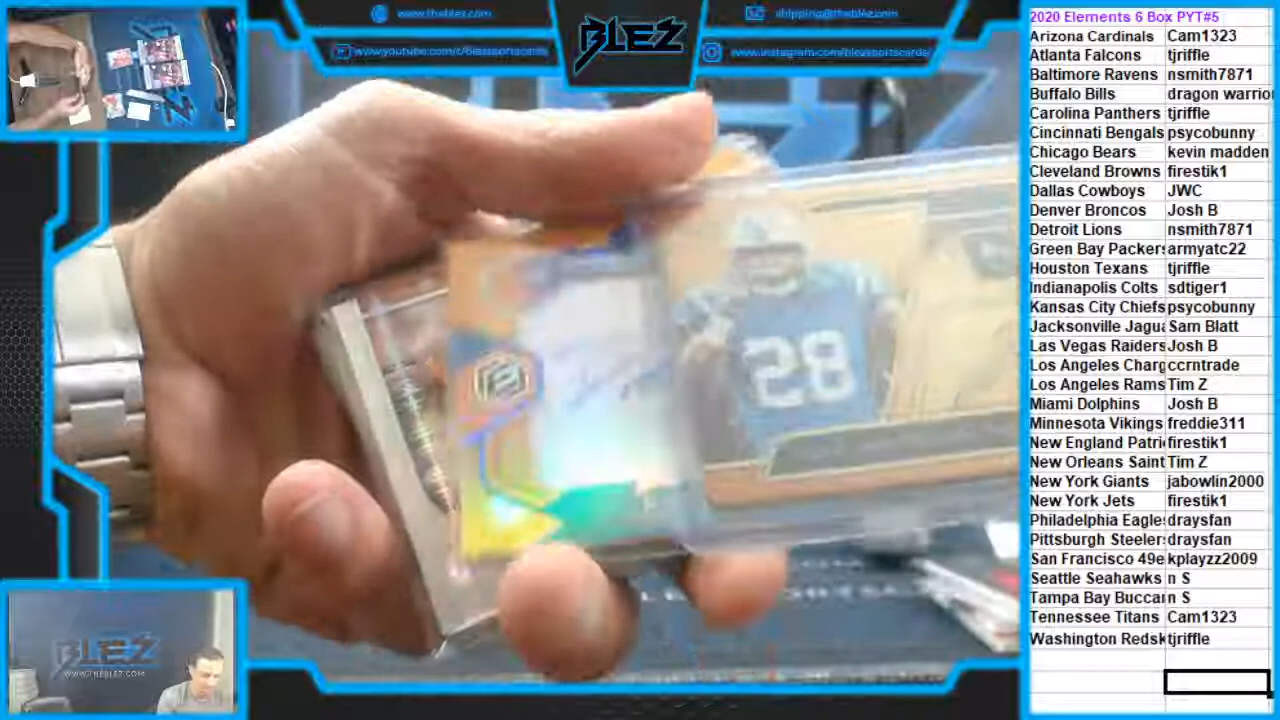 www.theblez.com
BLEZ
shipping@theblez.com
www.youtube.com/c/blezsportscards
www.instagram.com/blezsportscards/
28
BLEZ
WWW.THEBLEZ.COM
2020 Elements 6 Box PYT#5
Arizona Cardinals Cam1323
Atlanta Falcons tjriffle
Baltimore Ravens nsmith7871
Buffalo Bills dragon warrior
Carolina Panthers tjriffle
Cincinnati Bengals psycobunny
Chicago Bears kevin madden
Cleveland Browns firestik1
Dallas Cowboys JWC
Denver Broncos Josh B
Detroit Lions nsmith7871
Green Bay Packers armyatc22
Houston Texans tjriffle
Indianapolis Colts sdtiger1
Kansas City Chiefs psycobunny
Jacksonville Jagua Sam Blatt
Las Vegas Raiders Josh B
Los Angeles Charg ccrntrade
Los Angeles Rams Tim Z
Miami Dolphins Josh B
Minnesota Vikings freddie311
New England Patri firestik1
New Orleans Saint Tim Z
New York Giants jabowlin2000
New York Jets firestik1
Philadelphia Eagles draysfan
Pittsburgh Steelers draysfan
San Francisco 49e kplayzz2009
Seattle Seahawks n S
Tampa Bay Buccan n S
Tennessee Titans Cam1323
Washington Redsk tjriffle